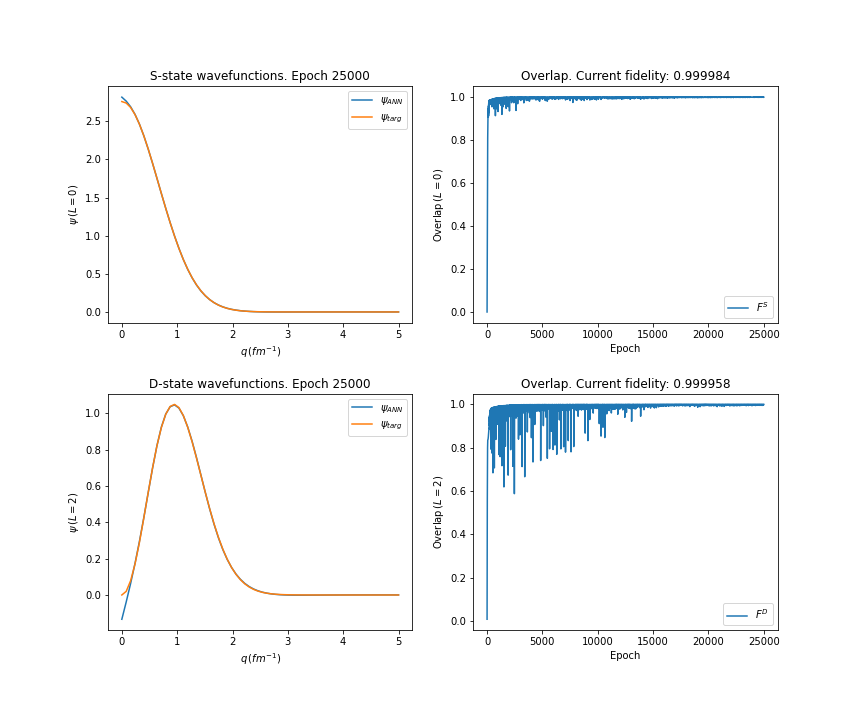 S-state wavefunctions. Epoch 25000
ψ_ANN
ψ_targ
ψ(L=0)
2.5
2.0
1.5
1.0
0.5
0.0
0 1 2 3 4 5
q(fm⁻¹)
Overlap. Current fidelity: 0.999984
Overlap (L=0)
1.0
0.8
0.6
0.4
0.2
0.0
F^S
0 5000 10000 15000 20000 25000
Epoch
D-state wavefunctions. Epoch 25000
ψ_ANN
ψ_targ
ψ(L=2)
1.0
0.8
0.6
0.4
0.2
0.0
0 1 2 3 4 5
q(fm⁻¹)
Overlap. Current fidelity: 0.999958
Overlap (L=2)
1.0
0.8
0.6
0.4
0.2
0.0
F^D
0 5000 10000 15000 20000 25000
Epoch